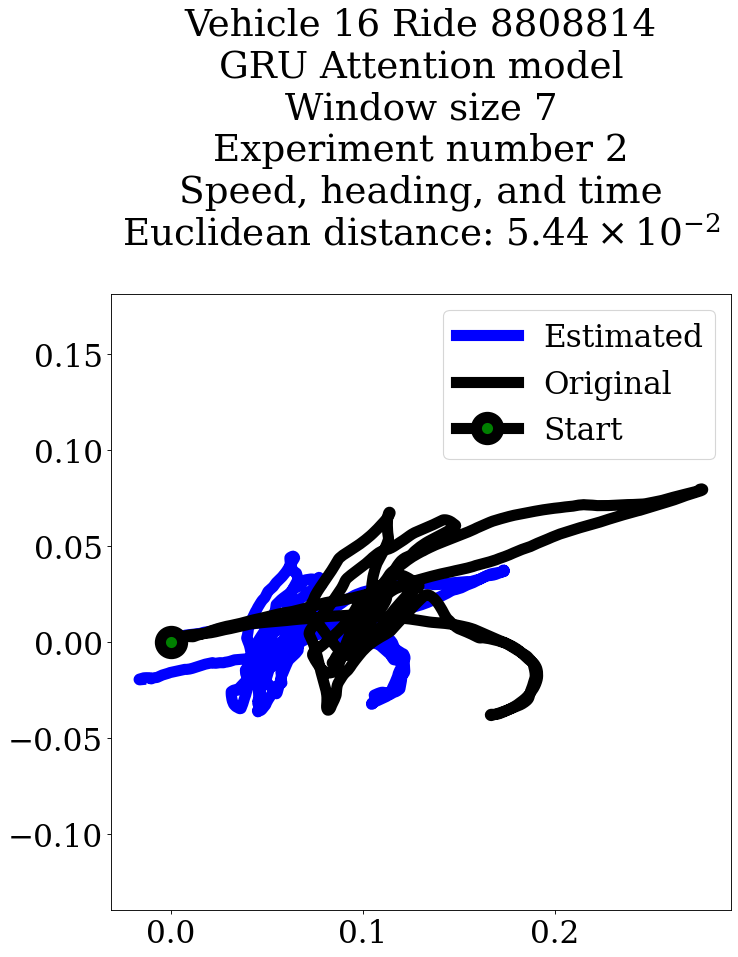 Vehicle 16 Ride 8808814
GRU Attention model
Window size 7
Experiment number 2
Speed, heading, and time
Euclidean distance: 5.44 × 10⁻²
Estimated
Original
Start
0.15
0.10
0.05
0.00
−0.05
−0.10
0.0 0.1 0.2